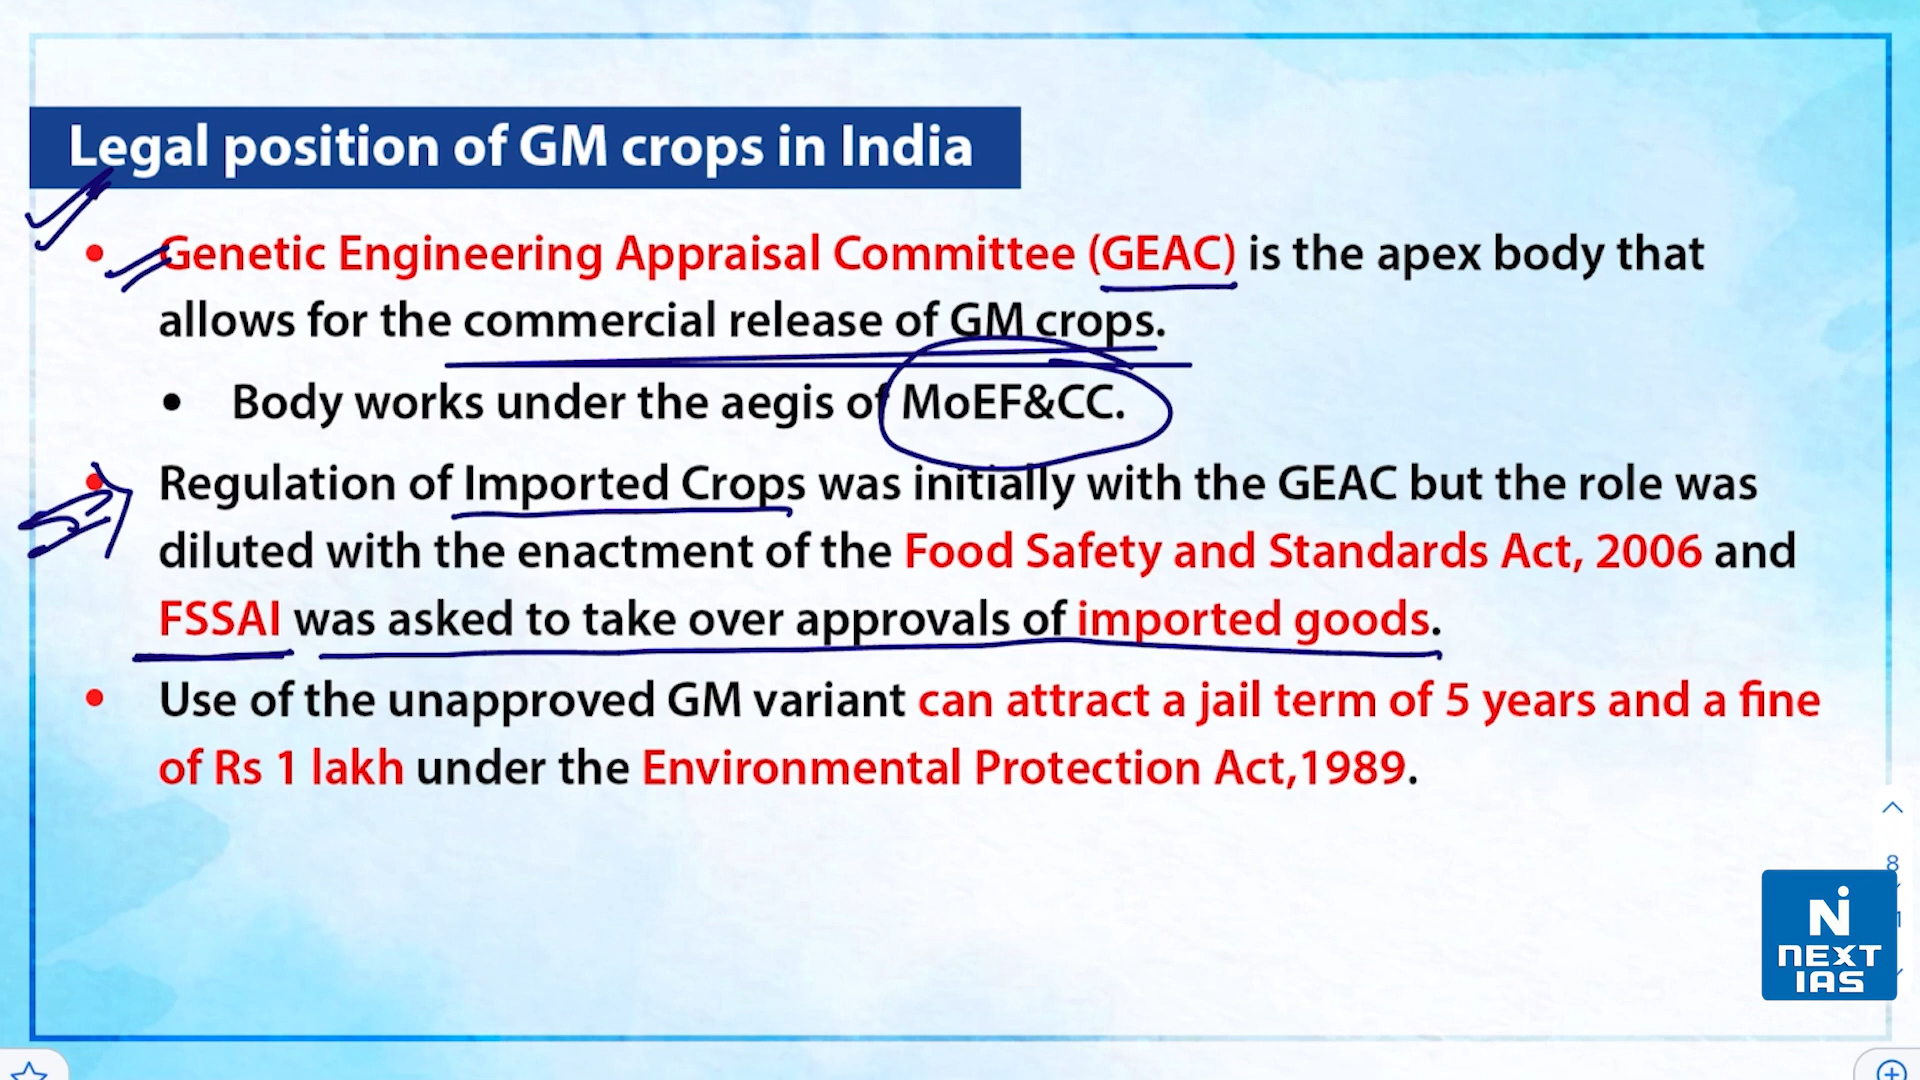 Legal position of GM crops in India
• Genetic Engineering Appraisal Committee (GEAC) is the apex body that
allows for the commercial release of GM crops.
• Body works under the aegis of MoEF&CC.
• Regulation of Imported Crops was initially with the GEAC but the role was
diluted with the enactment of the Food Safety and Standards Act, 2006 and
FSSAI was asked to take over approvals of imported goods.
• Use of the unapproved GM variant can attract a jail term of 5 years and a fine
of Rs 1 lakh under the Environmental Protection Act,1989.
8
NEXT
IAS